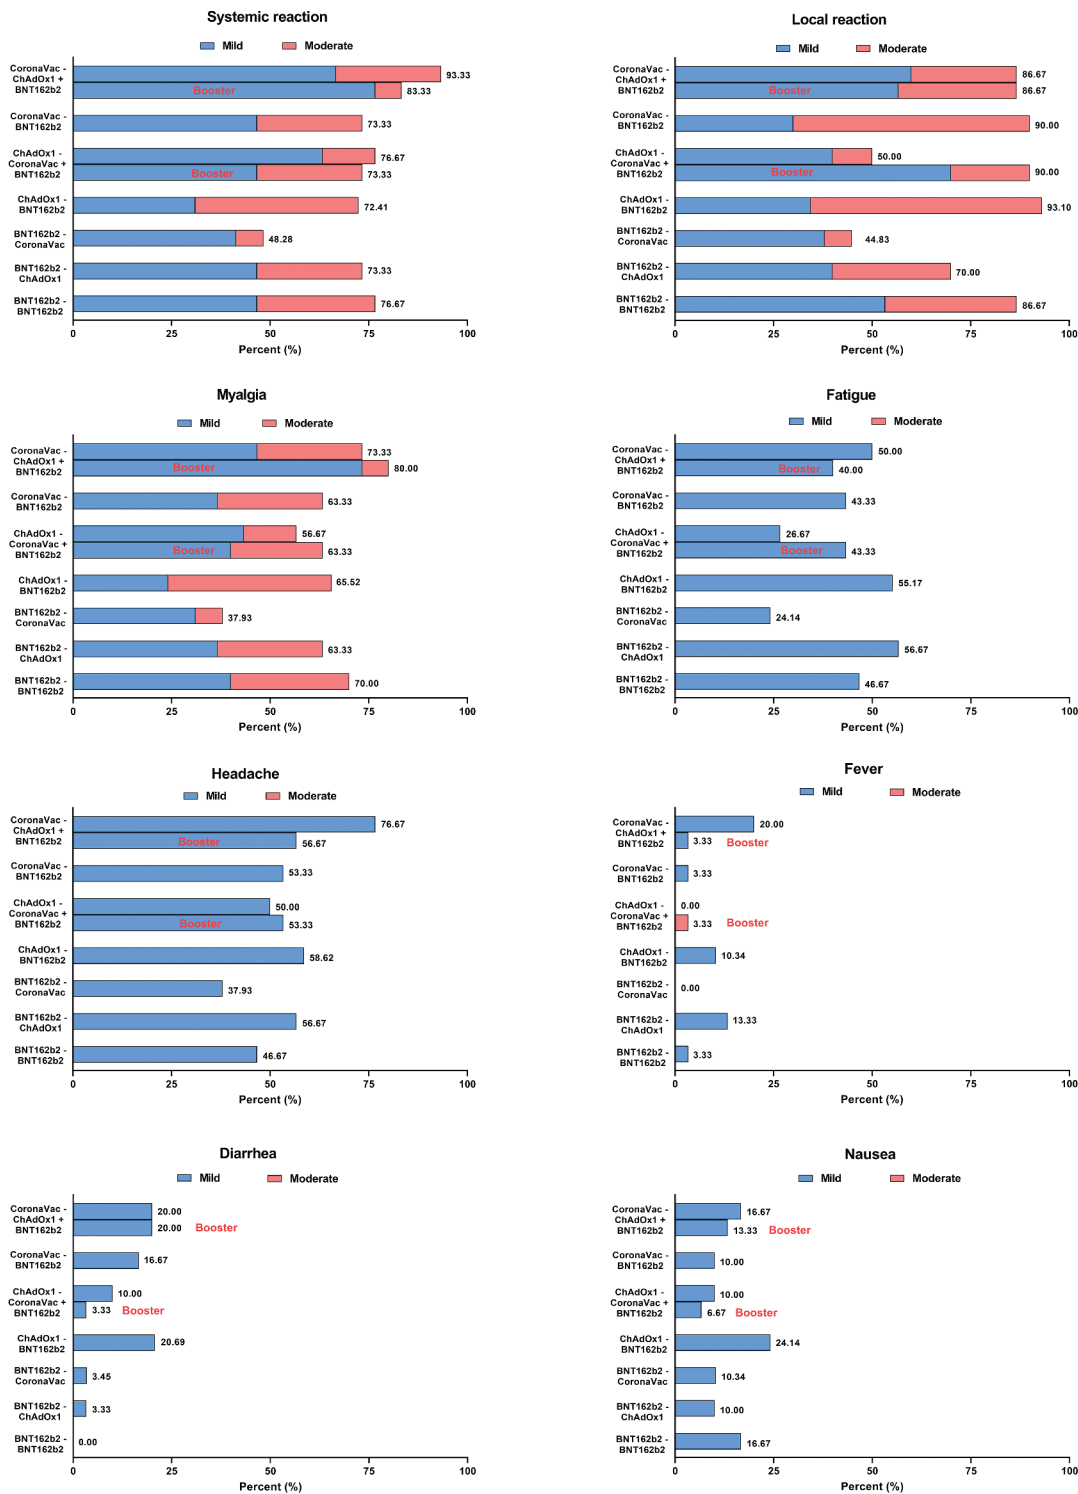 Systemic reaction
Mild Moderate
CoronaVac -
ChAdOx1 +
BNT162b2
93.33
Booster
83.33
CoronaVac -
BNT162b2
73.33
ChAdOx1 -
CoronaVac +
BNT162b2
76.67
Booster
73.33
ChAdOx1 -
BNT162b2
72.41
BNT162b2 -
CoronaVac
48.28
BNT162b2 -
ChAdOx1
73.33
BNT162b2 -
BNT162b2
76.67
0 25 50 75 100
Percent (%)
Local reaction
Mild Moderate
CoronaVac -
ChAdOx1 +
BNT162b2
86.67
Booster
86.67
CoronaVac -
BNT162b2
90.00
ChAdOx1 -
CoronaVac +
BNT162b2
50.00
Booster
90.00
ChAdOx1 -
BNT162b2
93.10
BNT162b2 -
CoronaVac
44.83
BNT162b2 -
ChAdOx1
70.00
BNT162b2 -
BNT162b2
86.67
0 25 50 75 100
Percent (%)
Myalgia
Mild Moderate
CoronaVac -
ChAdOx1 +
BNT162b2
73.33
Booster
80.00
CoronaVac -
BNT162b2
63.33
ChAdOx1 -
CoronaVac +
BNT162b2
56.67
Booster
63.33
ChAdOx1 -
BNT162b2
65.52
BNT162b2 -
CoronaVac
37.93
BNT162b2 -
ChAdOx1
63.33
BNT162b2 -
BNT162b2
70.00
0 25 50 75 100
Percent (%)
Fatigue
Mild Moderate
CoronaVac -
ChAdOx1 +
BNT162b2
50.00
Booster
40.00
CoronaVac -
BNT162b2
43.33
ChAdOx1 -
CoronaVac +
BNT162b2
26.67
Booster
43.33
ChAdOx1 -
BNT162b2
55.17
BNT162b2 -
CoronaVac
24.14
BNT162b2 -
ChAdOx1
56.67
BNT162b2 -
BNT162b2
46.67
0 25 50 75 100
Percent (%)
Headache
Mild Moderate
CoronaVac -
ChAdOx1 +
BNT162b2
76.67
Booster
56.67
CoronaVac -
BNT162b2
53.33
ChAdOx1 -
CoronaVac +
BNT162b2
50.00
Booster
53.33
ChAdOx1 -
BNT162b2
58.62
BNT162b2 -
CoronaVac
37.93
BNT162b2 -
ChAdOx1
56.67
BNT162b2 -
BNT162b2
46.67
0 25 50 75 100
Percent (%)
Fever
Mild Moderate
CoronaVac -
ChAdOx1 +
BNT162b2
20.00
3.33 Booster
CoronaVac -
BNT162b2
3.33
ChAdOx1 -
CoronaVac +
BNT162b2
0.00
3.33 Booster
ChAdOx1 -
BNT162b2
10.34
BNT162b2 -
CoronaVac
0.00
BNT162b2 -
ChAdOx1
13.33
BNT162b2 -
BNT162b2
3.33
0 25 50 75 100
Percent (%)
Diarrhea
Mild Moderate
CoronaVac -
ChAdOx1 +
BNT162b2
20.00
20.00 Booster
CoronaVac -
BNT162b2
16.67
ChAdOx1 -
CoronaVac +
BNT162b2
10.00
3.33 Booster
ChAdOx1 -
BNT162b2
20.69
BNT162b2 -
CoronaVac
3.45
BNT162b2 -
ChAdOx1
3.33
BNT162b2 -
BNT162b2
0.00
0 25 50 75 100
Percent (%)
Nausea
Mild Moderate
CoronaVac -
ChAdOx1 +
BNT162b2
16.67
13.33 Booster
CoronaVac -
BNT162b2
10.00
ChAdOx1 -
CoronaVac +
BNT162b2
10.00
6.67 Booster
ChAdOx1 -
BNT162b2
24.14
BNT162b2 -
CoronaVac
10.34
BNT162b2 -
ChAdOx1
10.00
BNT162b2 -
BNT162b2
16.67
0 25 50 75 100
Percent (%)